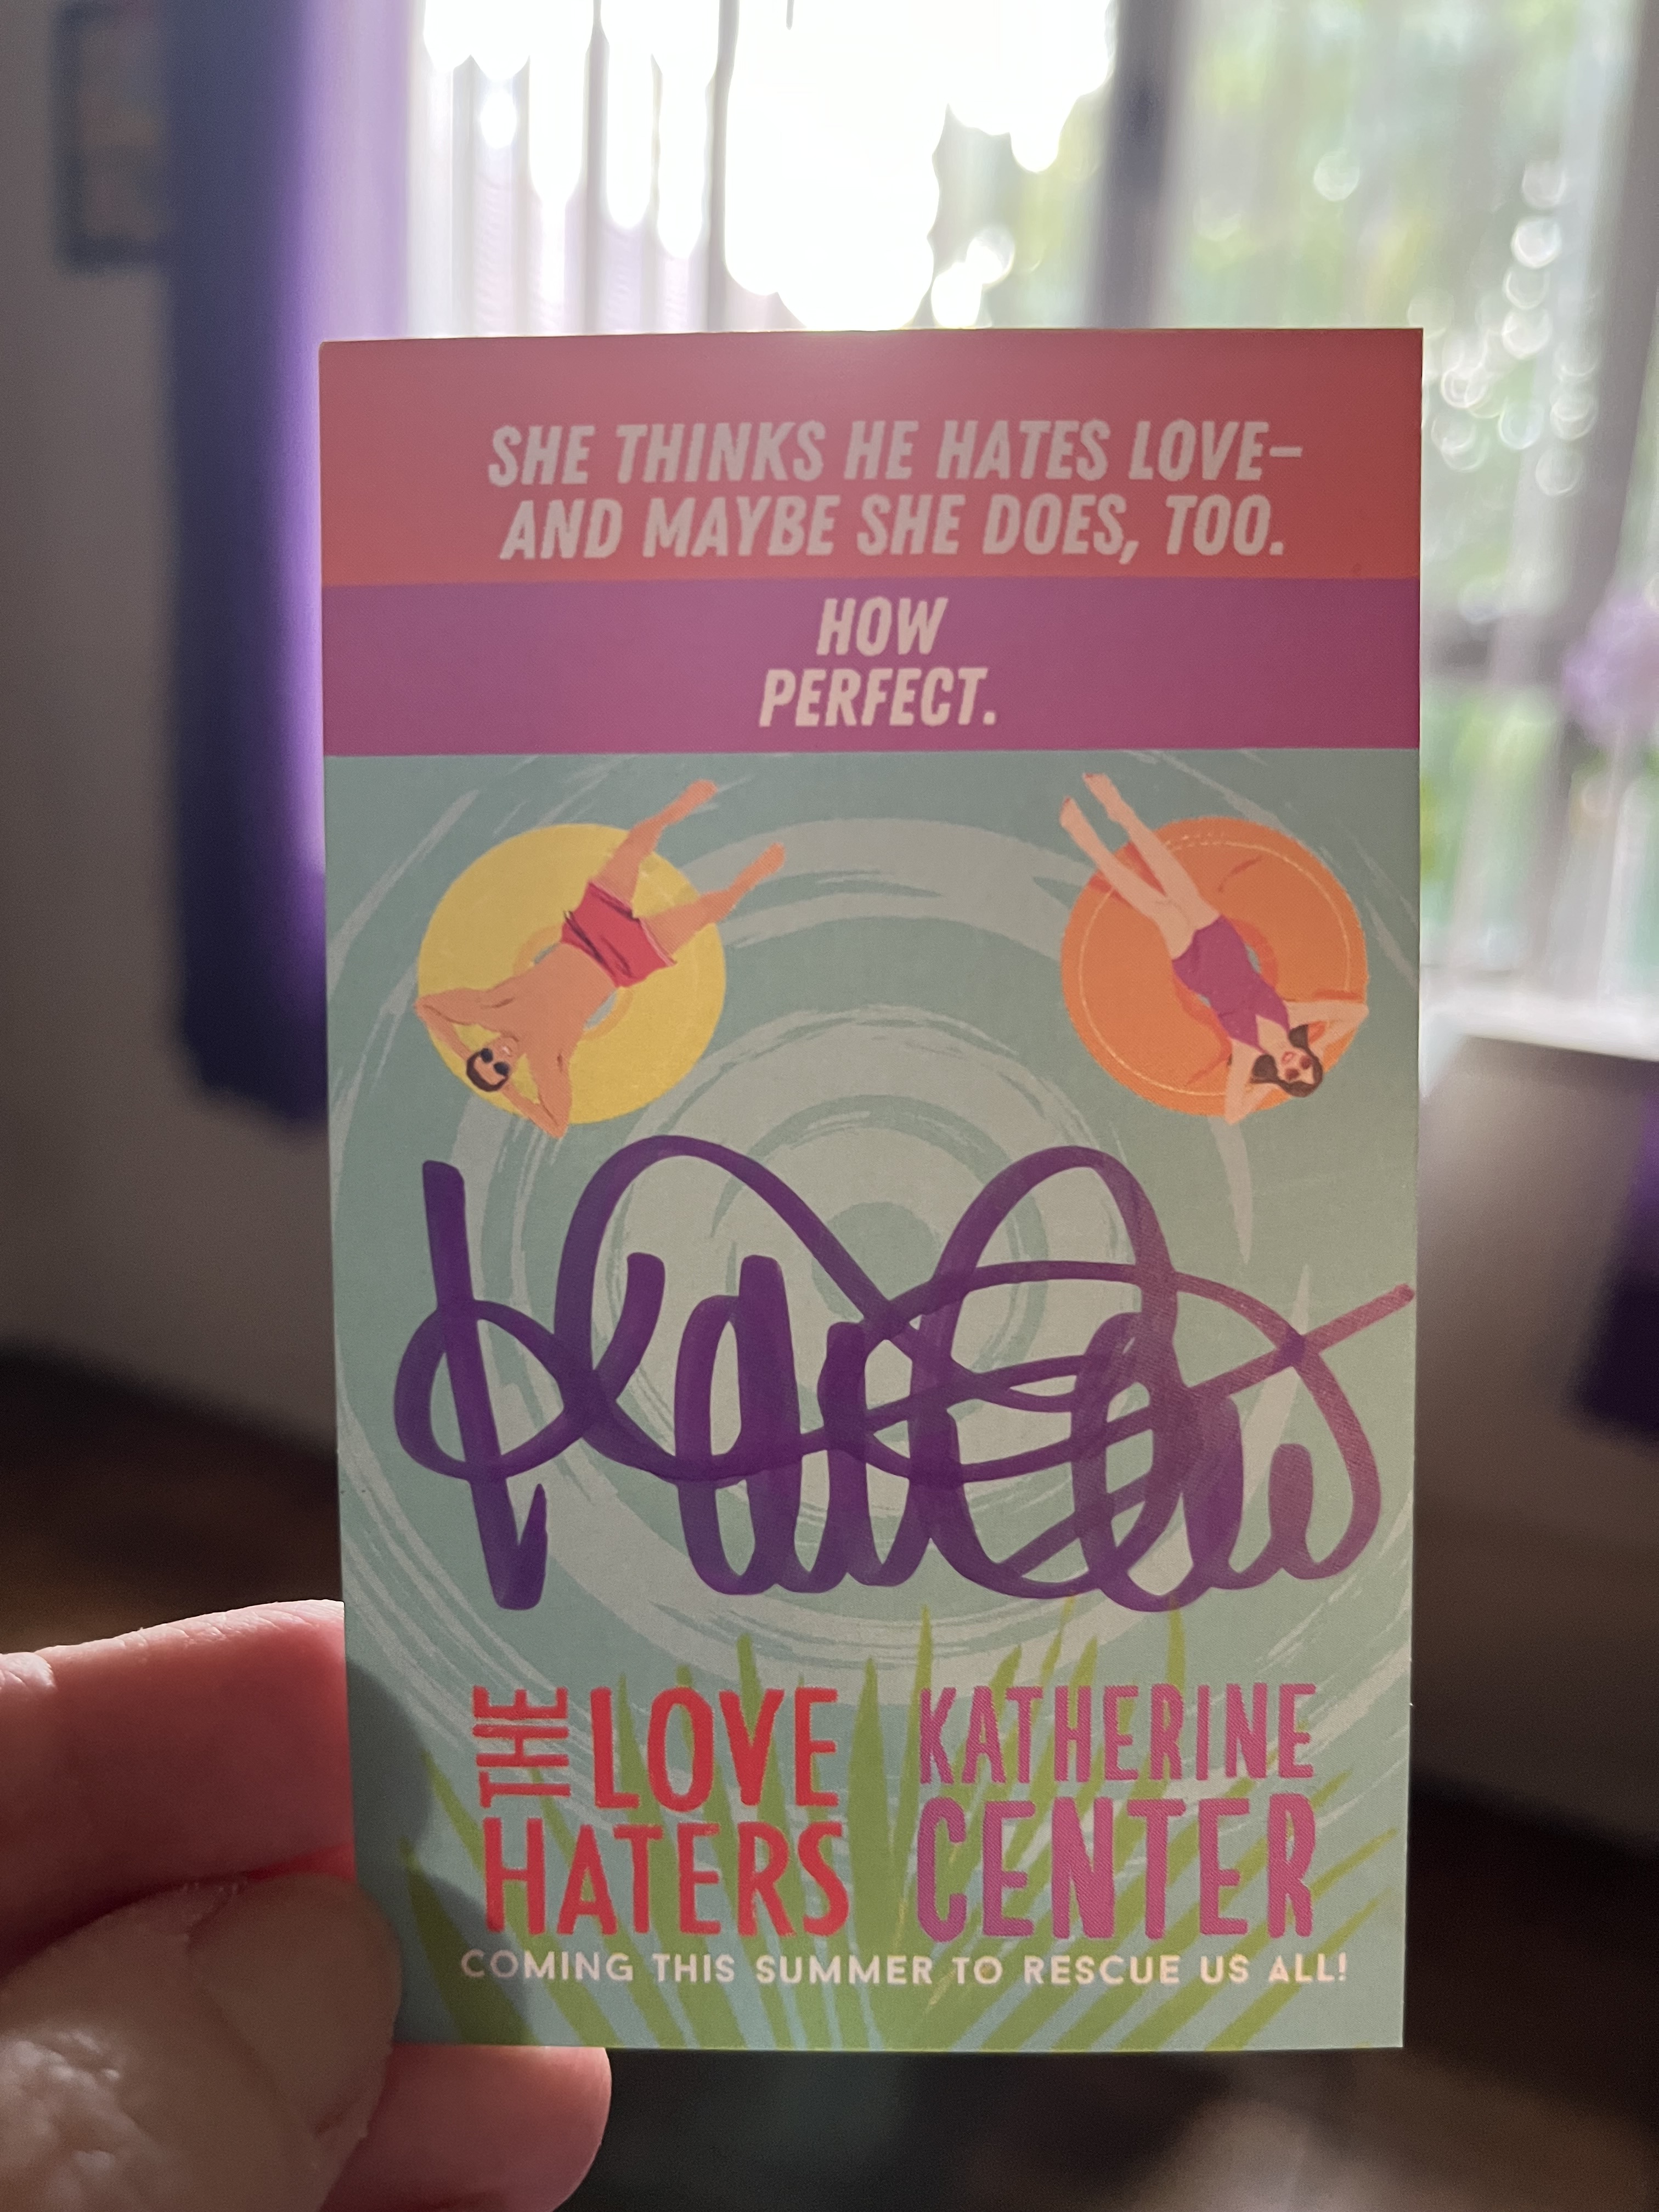 SHE THINKS HE HATES LOVE–
AND MAYBE SHE DOES, TOO.
HOW
PERFECT.
THE LOVE
HATERS
KATHERINE
CENTER
COMING THIS SUMMER TO RESCUE US ALL!